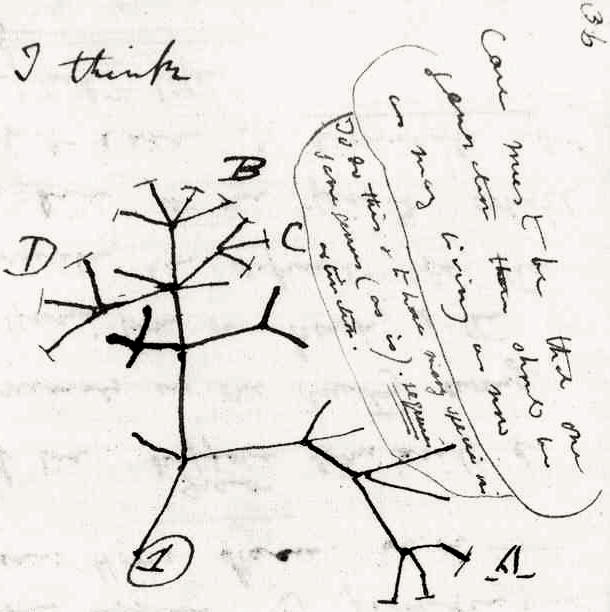 36
I think
Case must be that one
generation then should be
as many living as now
To do this & to have many species in
same genus (as is). requires
extinction.
B
C
D
A
1